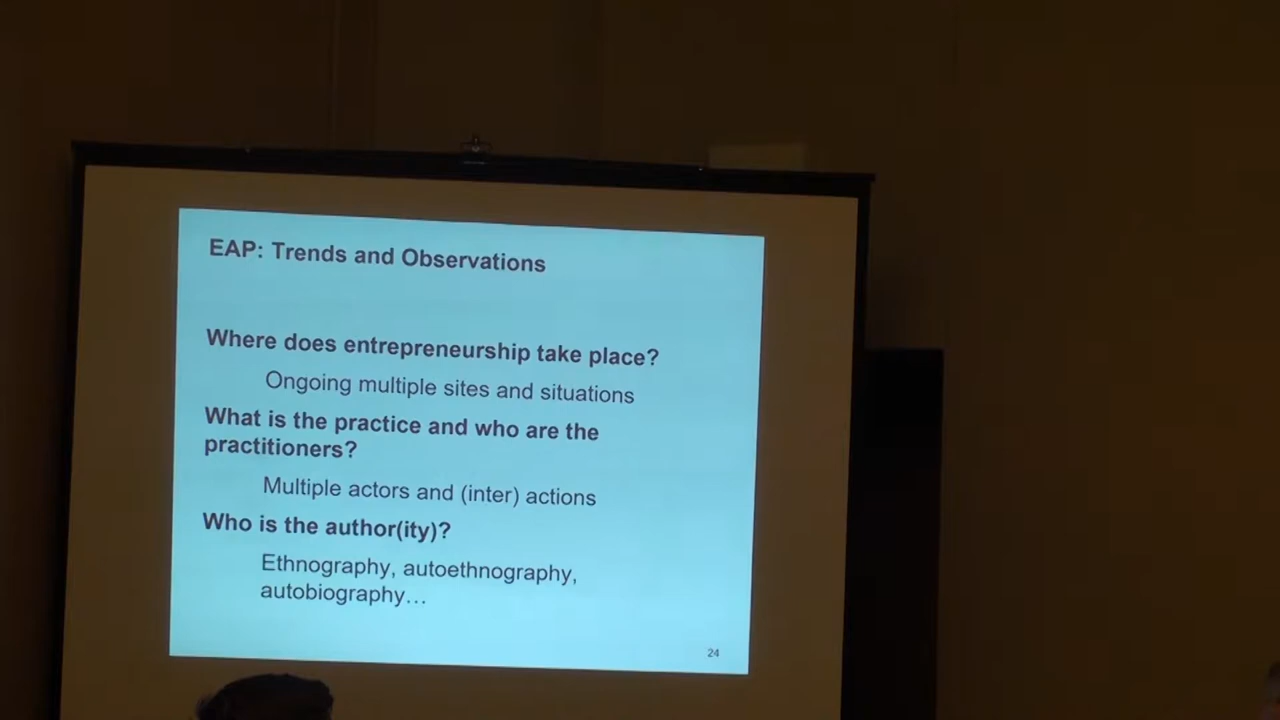 EAP: Trends and Observations
Where does entrepreneurship take place?
Ongoing multiple sites and situations
What is the practice and who are the
practitioners?
Multiple actors and (inter) actions
Who is the author(ity)?
Ethnography, autoethnography,
autobiography…
24